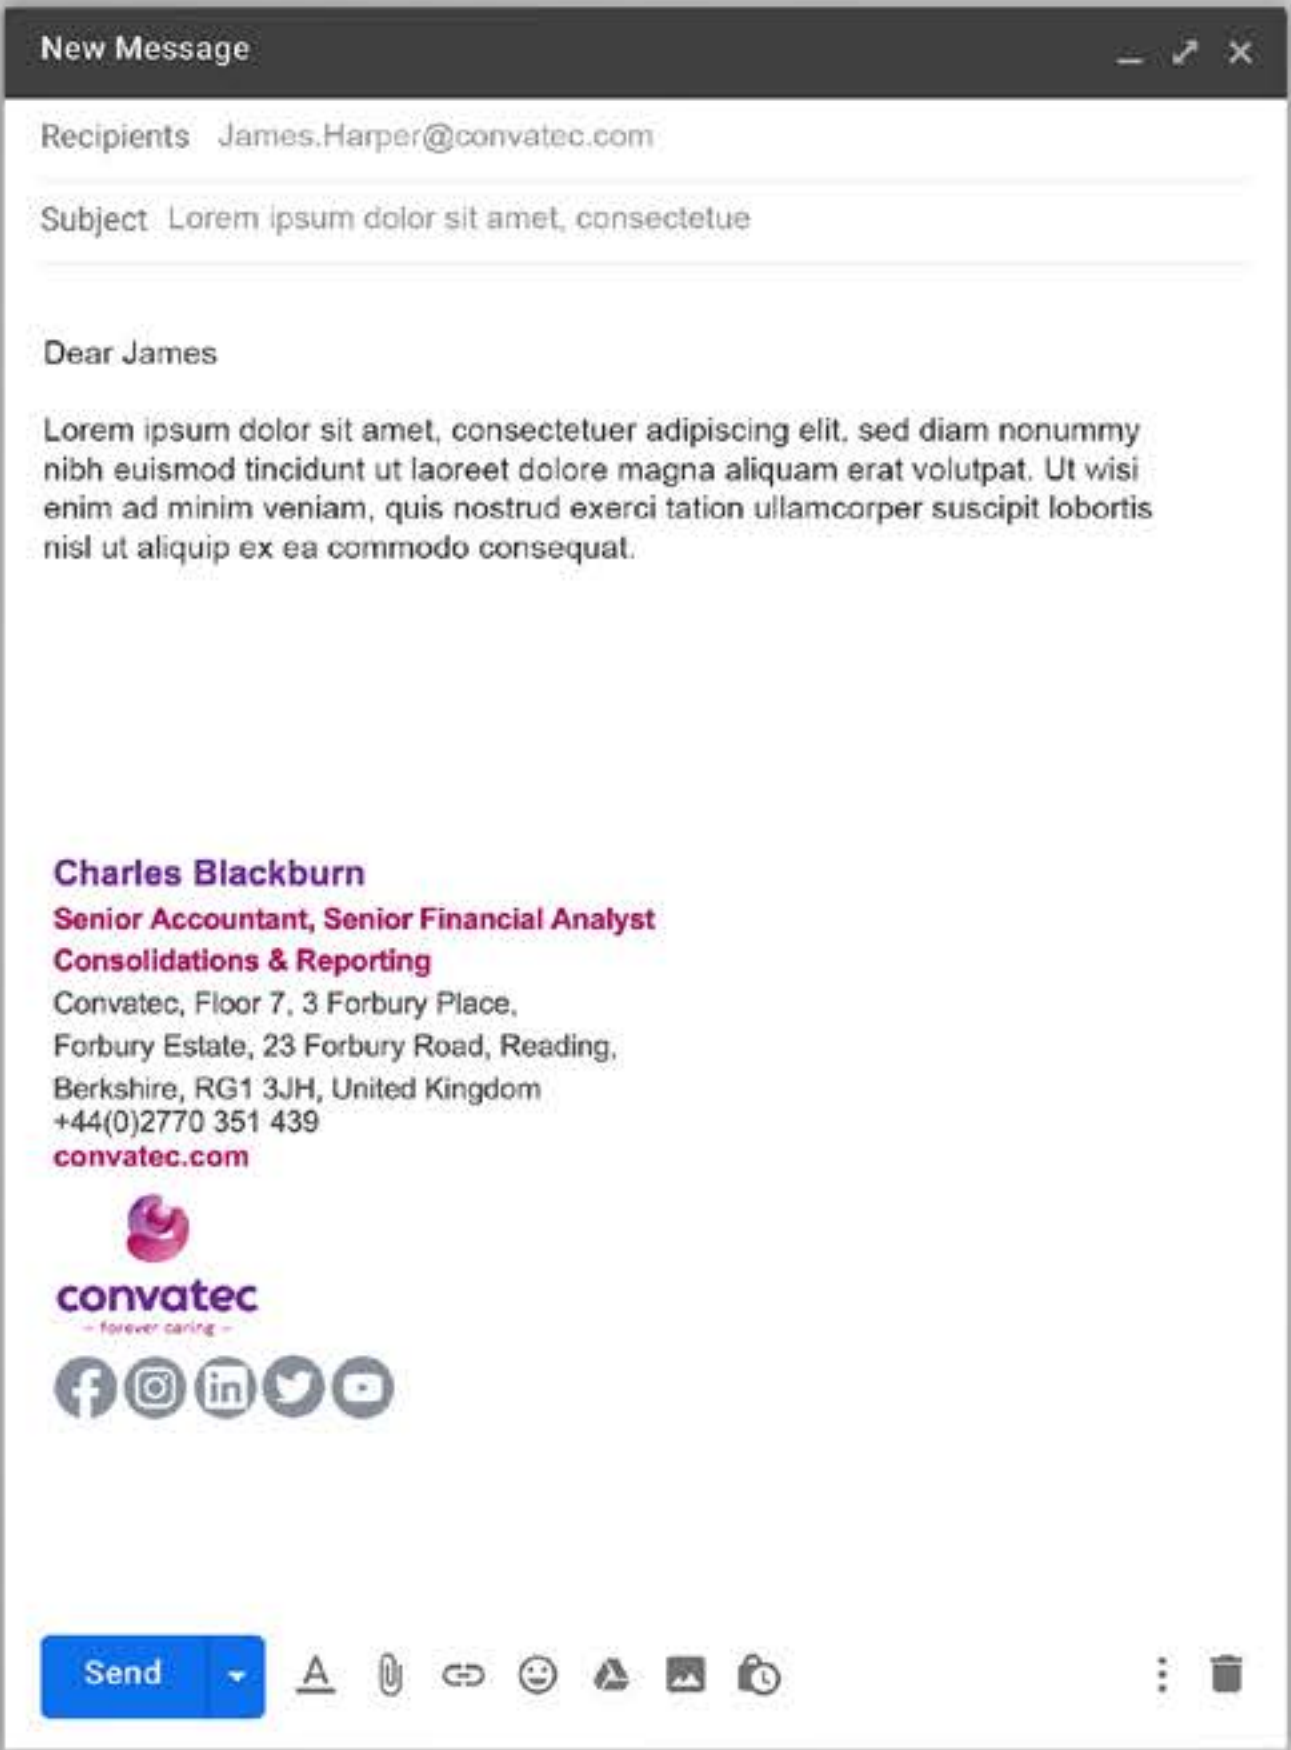 New Message
Recipients James.Harper@convatec.com
Subject Lorem ipsum dolor sit amet, consectetue
Dear James
Lorem ipsum dolor sit amet, consectetuer adipiscing elit, sed diam nonummy
nibh euismod tincidunt ut laoreet dolore magna aliquam erat volutpat. Ut wisi
enim ad minim veniam, quis nostrud exerci tation ullamcorper suscipit lobortis
nisl ut aliquip ex ea commodo consequat.
Charles Blackburn
Senior Accountant, Senior Financial Analyst
Consolidations & Reporting
Convatec, Floor 7, 3 Forbury Place,
Forbury Estate, 23 Forbury Road, Reading,
Berkshire, RG1 3JH, United Kingdom
+44(0)2770 351 439
convatec.com
convatec
– forever caring –
f in
Send A